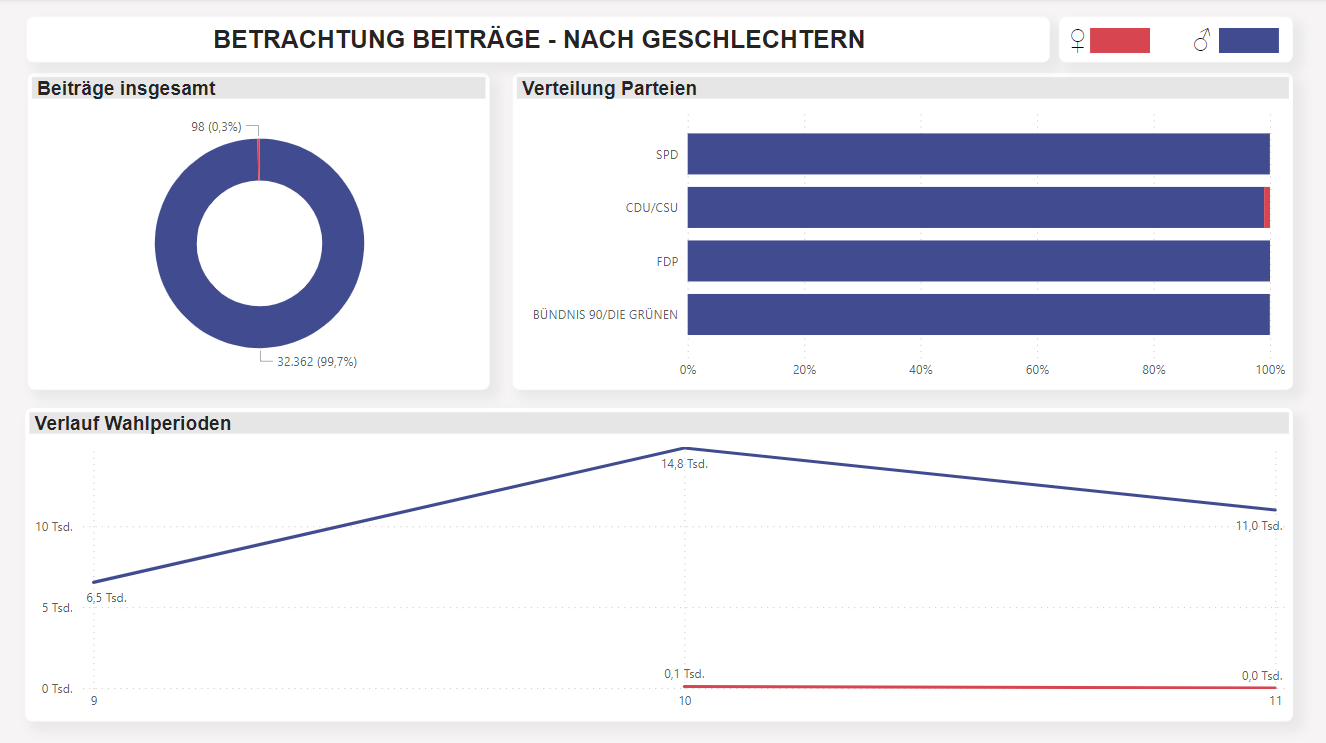 BETRACHTUNG BEITRÄGE - NACH GESCHLECHTERN
♀ ♂
Beiträge insgesamt
98 (0,3%)
32.362 (99,7%)
Verteilung Parteien
SPD
CDU/CSU
FDP
BÜNDNIS 90/DIE GRÜNEN
0% 20% 40% 60% 80% 100%
Verlauf Wahlperioden
14,8 Tsd.
10 Tsd.
11,0 Tsd.
6,5 Tsd.
5 Tsd.
0,1 Tsd.
0,0 Tsd.
0 Tsd.
9 10 11